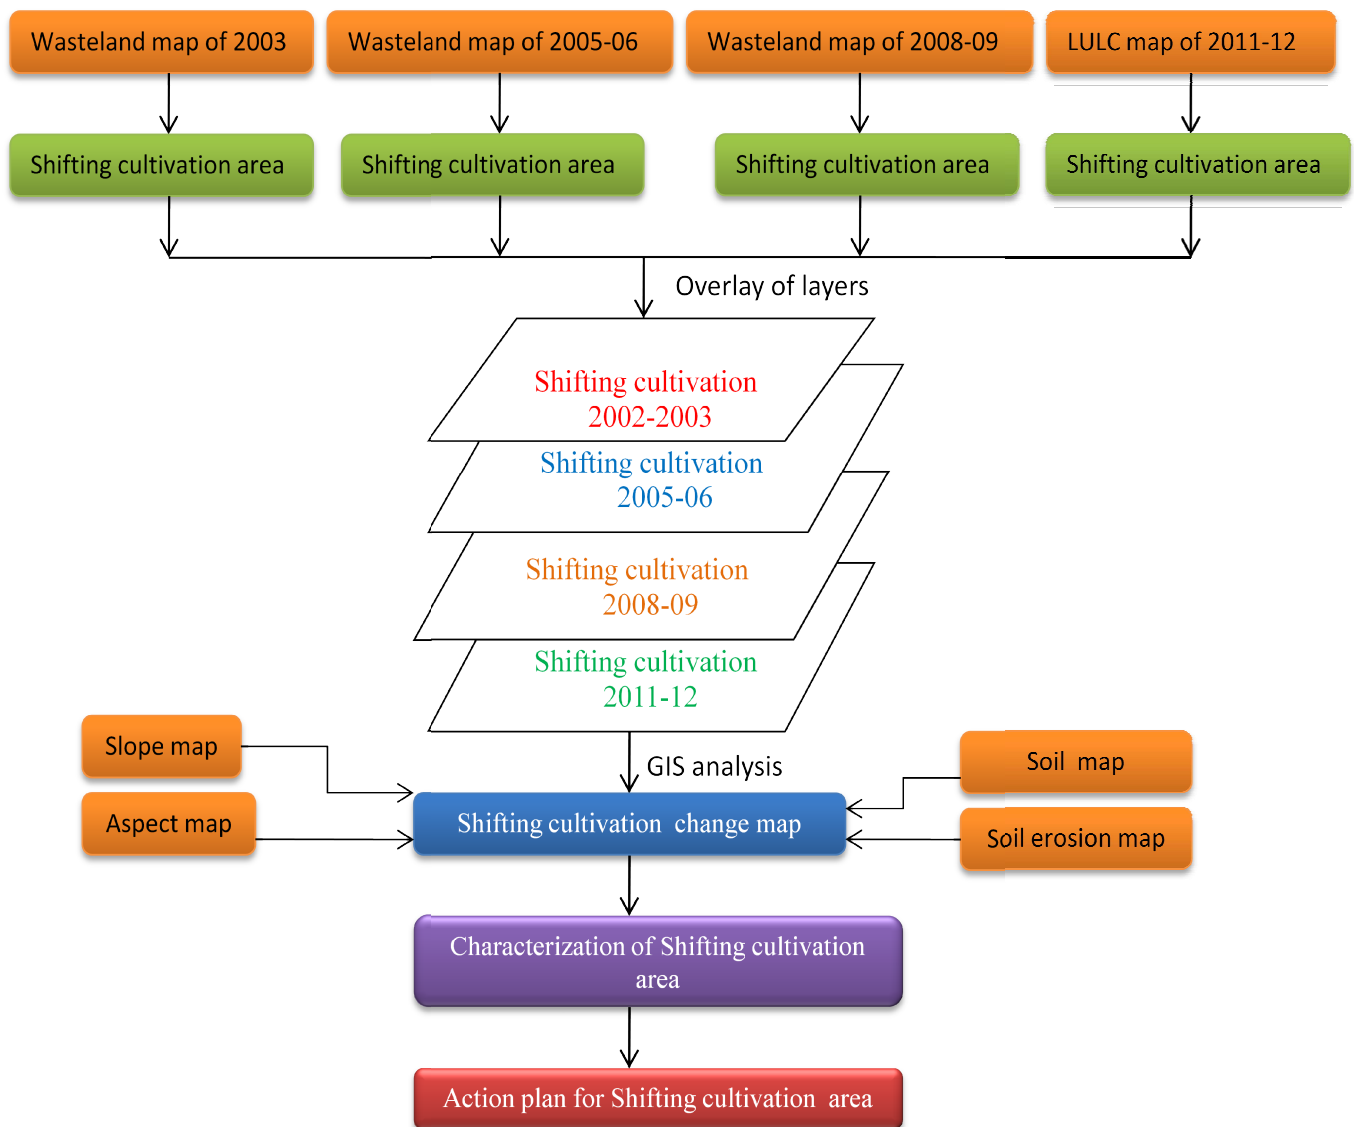 Wasteland map of 2003
Wasteland map of 2005-06
Wasteland map of 2008-09
LULC map of 2011-12
Shifting cultivation area
Shifting cultivation area
Shifting cultivation area
Shifting cultivation area
Overlay of layers
Shifting cultivation
2002-2003
Shifting cultivation
2005-06
Shifting cultivation
2008-09
Shifting cultivation
2011-12
Slope map
GIS analysis
Soil map
Aspect map
Shifting cultivation change map
Soil erosion map
Characterization of Shifting cultivation
area
Action plan for Shifting cultivation area